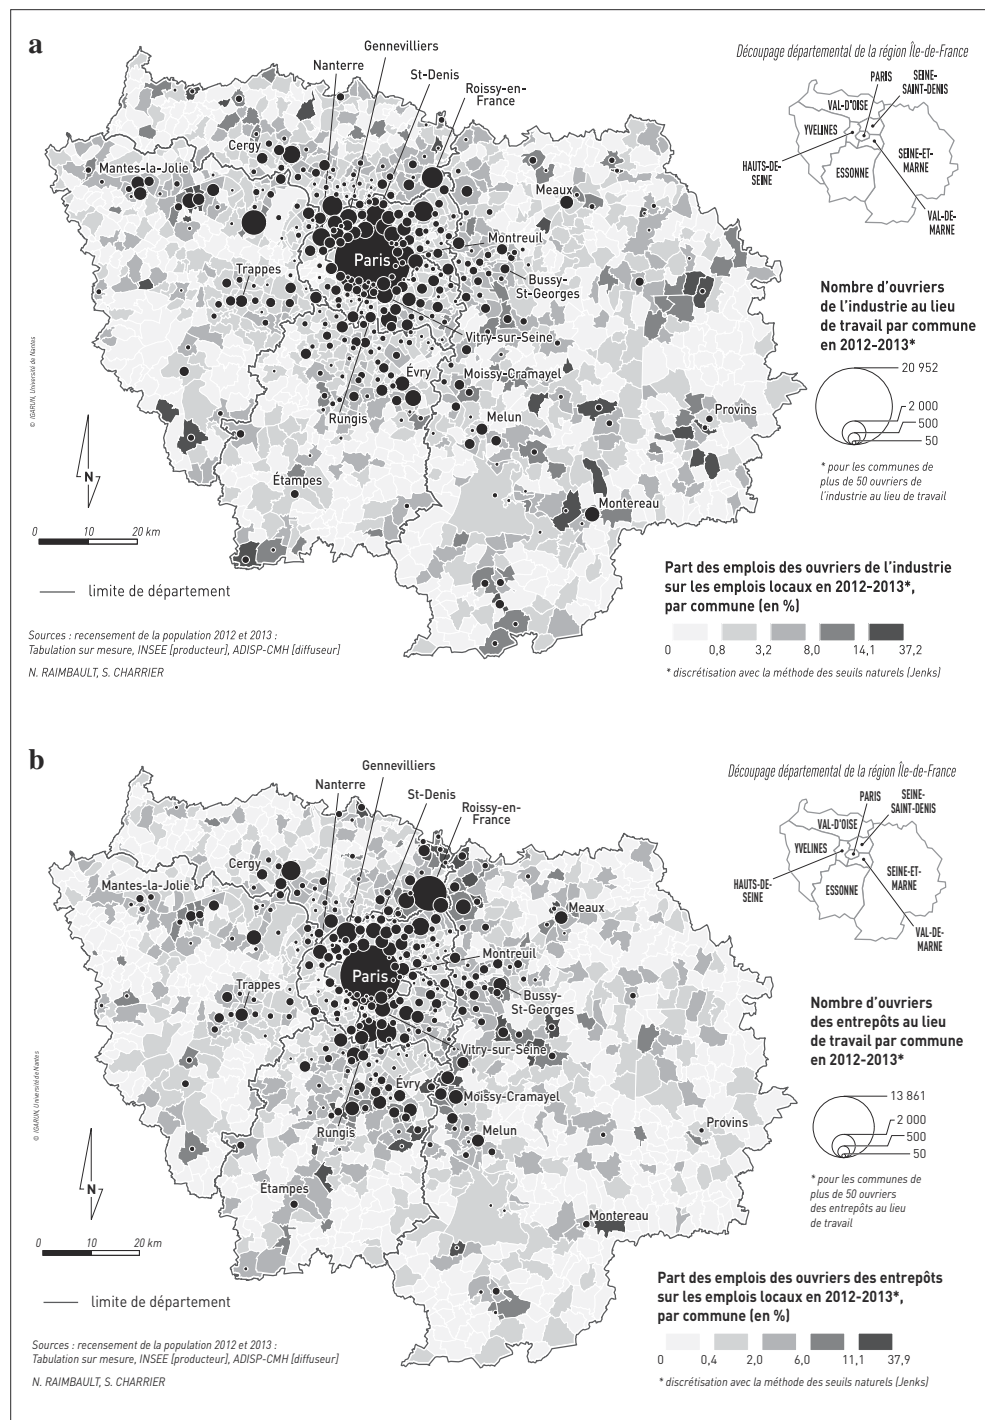 a
Gennevilliers
Nanterre
St-Denis
Roissy-en-
France
Cergy
Mantes-la-Jolie
Meaux
Montreuil
Paris
Trappes
Bussy-
St-Georges
Vitry-sur-Seine
Évry
Moissy-Cramayel
Rungis
Melun
Provins
Étampes
Montereau
Découpage départemental de la région Île-de-France
PARIS
SEINE-
SAINT-DENIS
VAL-D'OISE
YVELINES
HAUTS-DE-
SEINE
ESSONNE
SEINE-ET-
MARNE
VAL-DE-
MARNE
Nombre d'ouvriers
de l'industrie au lieu
de travail par commune
en 2012-2013*
20 952
2 000
500
50
* pour les communes de
plus de 50 ouvriers de
l'industrie au lieu de travail
© IGARUN, Université de Nantes
N
0 10 20 km
limite de département
Part des emplois des ouvriers de l'industrie
sur les emplois locaux en 2012-2013*,
par commune (en %)
0 0,8 3,2 8,0 14,1 37,2
* discrétisation avec la méthode des seuils naturels (Jenks)
Sources : recensement de la population 2012 et 2013 :
Tabulation sur mesure, INSEE [producteur], ADISP-CMH [diffuseur]
N. RAIMBAULT, S. CHARRIER
b
Gennevilliers
Nanterre
St-Denis
Roissy-en-
France
Cergy
Mantes-la-Jolie
Meaux
Montreuil
Paris
Trappes
Bussy-
St-Georges
Vitry-sur-Seine
Évry
Moissy-Cramayel
Rungis
Melun
Provins
Étampes
Montereau
Découpage départemental de la région Île-de-France
PARIS
SEINE-
SAINT-DENIS
VAL-D'OISE
YVELINES
HAUTS-DE-
SEINE
ESSONNE
SEINE-ET-
MARNE
VAL-DE-
MARNE
Nombre d'ouvriers
des entrepôts au lieu
de travail par commune
en 2012-2013*
13 861
2 000
500
50
* pour les communes de
plus de 50 ouvriers
des entrepôts au lieu
de travail
© IGARUN, Université de Nantes
N
0 10 20 km
limite de département
Part des emplois des ouvriers des entrepôts
sur les emplois locaux en 2012-2013*,
par commune (en %)
0 0,4 2,0 6,0 11,1 37,9
* discrétisation avec la méthode des seuils naturels (Jenks)
Sources : recensement de la population 2012 et 2013 :
Tabulation sur mesure, INSEE [producteur], ADISP-CMH [diffuseur]
N. RAIMBAULT, S. CHARRIER